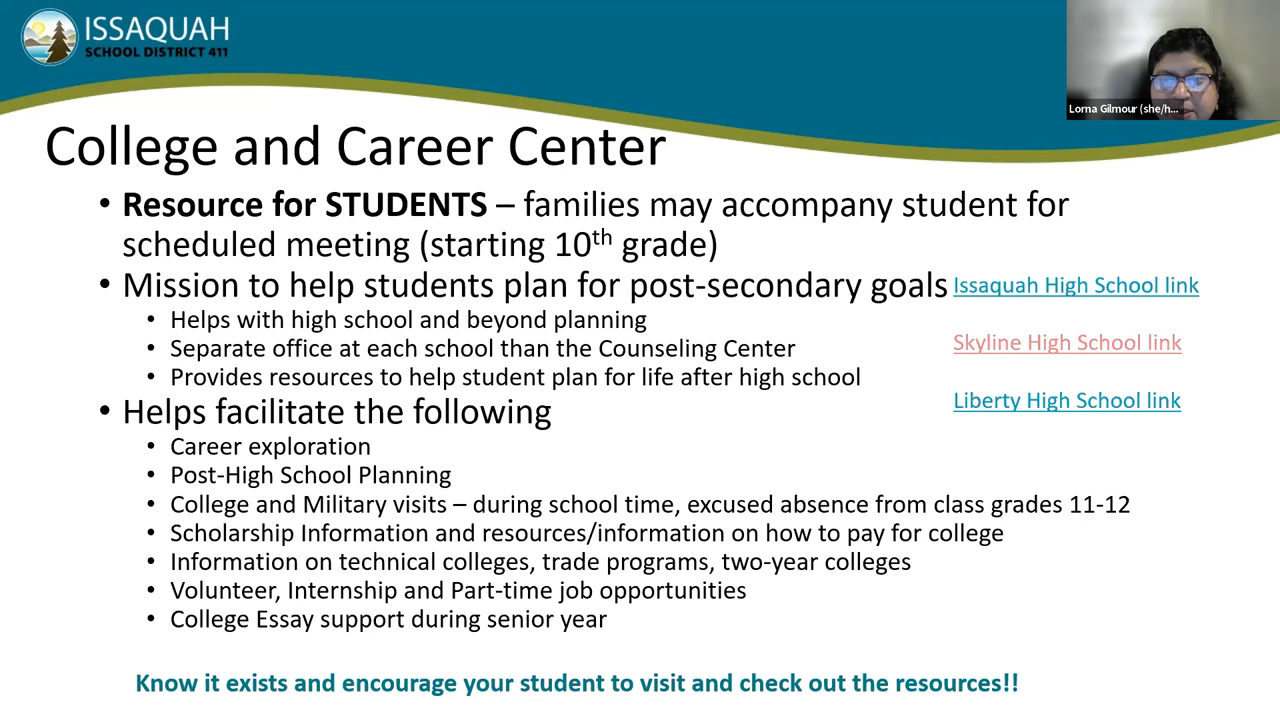 ISSAQUAH
SCHOOL DISTRICT 411
Lorna Gilmour (she/h...
College and Career Center
• Resource for STUDENTS – families may accompany student for
scheduled meeting (starting 10th grade)
• Mission to help students plan for post-secondary goals
Issaquah High School link
• Helps with high school and beyond planning
Skyline High School link
• Separate office at each school than the Counseling Center
• Provides resources to help student plan for life after high school
Liberty High School link
• Helps facilitate the following
• Career exploration
• Post-High School Planning
• College and Military visits – during school time, excused absence from class grades 11-12
• Scholarship Information and resources/information on how to pay for college
• Information on technical colleges, trade programs, two-year colleges
• Volunteer, Internship and Part-time job opportunities
• College Essay support during senior year
Know it exists and encourage your student to visit and check out the resources!!